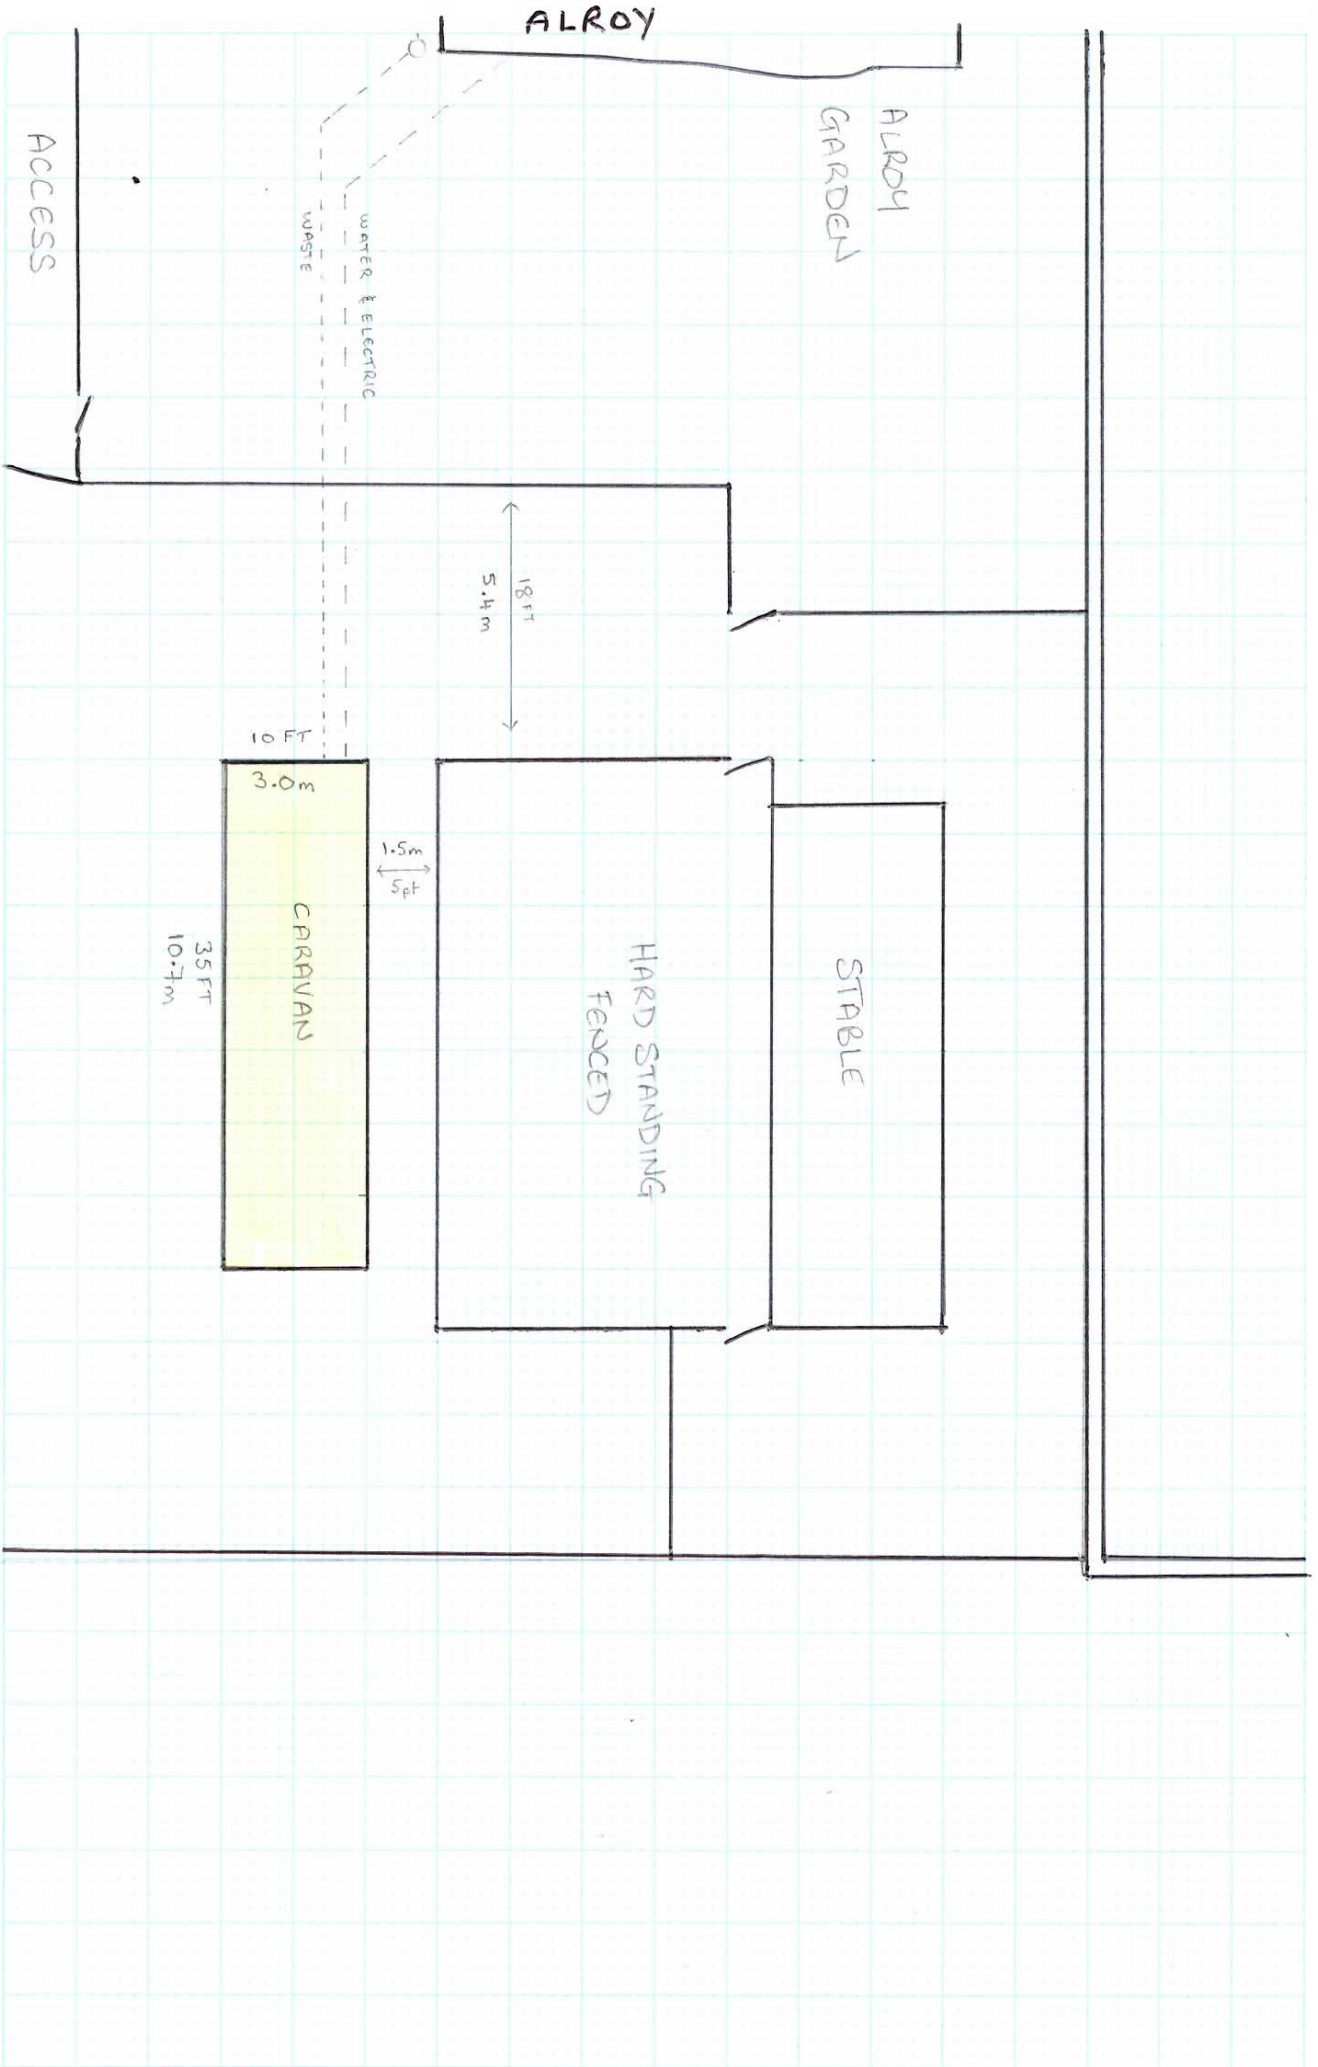 ALROY
ALROY
GARDEN
ACCESS
WATER & ELECTRIC
WASTE
18 FT
5.4m
10 FT
3.0m
1.5m
5ft
CARAVAN
35 FT
10.7m
HARD STANDING
FENCED
STABLE